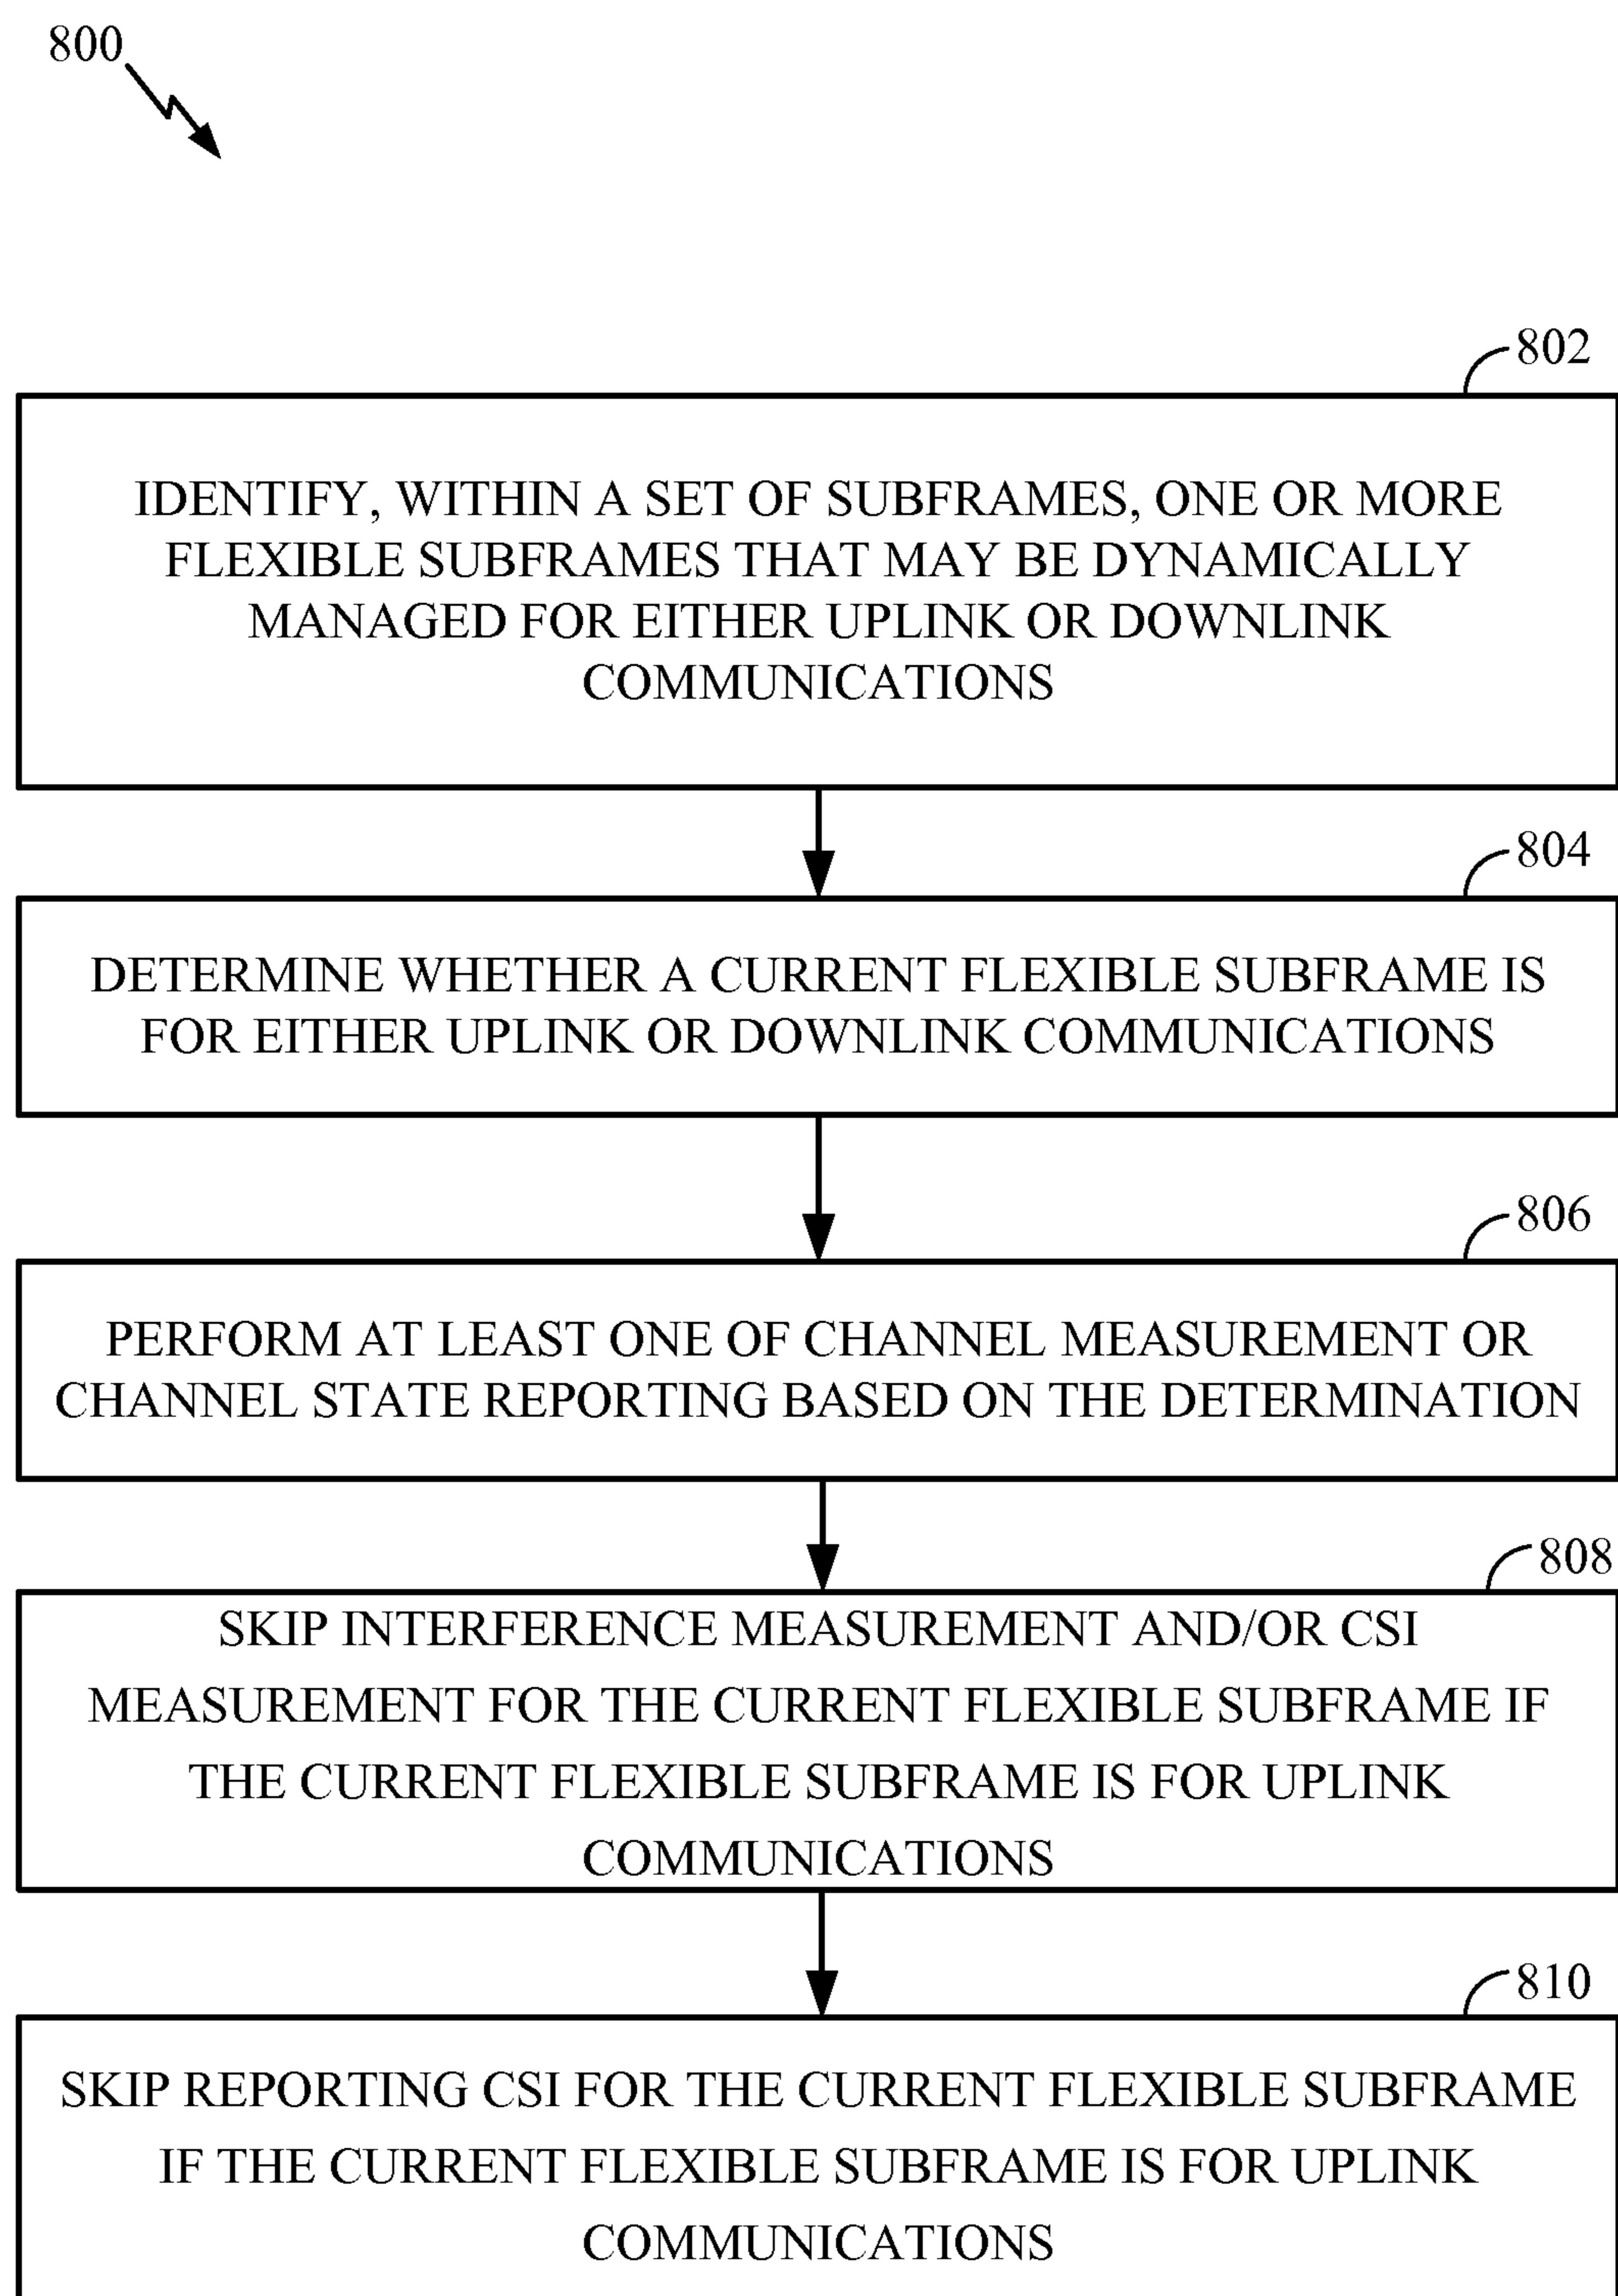 800
802
IDENTIFY, WITHIN A SET OF SUBFRAMES, ONE OR MORE
FLEXIBLE SUBFRAMES THAT MAY BE DYNAMICALLY
MANAGED FOR EITHER UPLINK OR DOWNLINK
COMMUNICATIONS
804
DETERMINE WHETHER A CURRENT FLEXIBLE SUBFRAME IS
FOR EITHER UPLINK OR DOWNLINK COMMUNICATIONS
806
PERFORM AT LEAST ONE OF CHANNEL MEASUREMENT OR
CHANNEL STATE REPORTING BASED ON THE DETERMINATION
808
SKIP INTERFERENCE MEASUREMENT AND/OR CSI
MEASUREMENT FOR THE CURRENT FLEXIBLE SUBFRAME IF
THE CURRENT FLEXIBLE SUBFRAME IS FOR UPLINK
COMMUNICATIONS
810
SKIP REPORTING CSI FOR THE CURRENT FLEXIBLE SUBFRAME
IF THE CURRENT FLEXIBLE SUBFRAME IS FOR UPLINK
COMMUNICATIONS